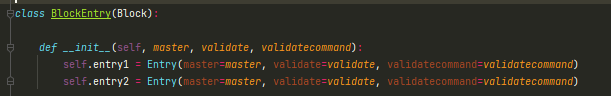 class BlockEntry(Block):
def __init__(self, master, validate, validatecommand):
self.entry1 = Entry(master=master, validate=validate, validatecommand=validatecommand)
self.entry2 = Entry(master=master, validate=validate, validatecommand=validatecommand)